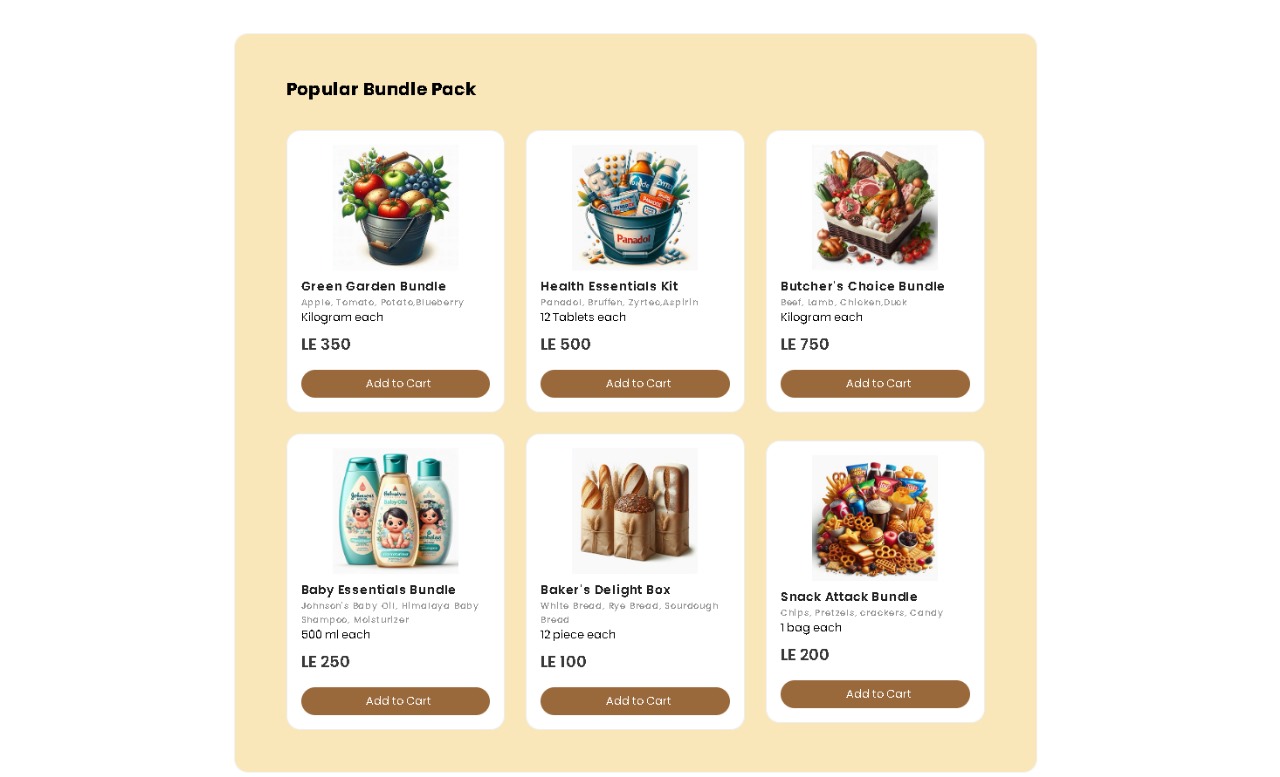 Popular Bundle Pack
Panadol
Green Garden Bundle
Apple, Tomato, Potato,Blueberry
Kilogram each
LE 350
Add to Cart
Health Essentials Kit
Panadol, Bruffen, Zyrtec,Aspirin
12 Tablets each
LE 500
Add to Cart
Butcher's Choice Bundle
Beef, Lamb, Chicken,Duck
Kilogram each
LE 750
Add to Cart
Baby Essentials Bundle
Johnson's Baby Oil, Himalaya Baby
Shampoo, Moisturizer
500 ml each
LE 250
Add to Cart
Baker's Delight Box
White Bread, Rye Bread, Sourdough
Bread
12 piece each
LE 100
Add to Cart
Snack Attack Bundle
Chips, Pretzels, crackers, Candy
1 bag each
LE 200
Add to Cart